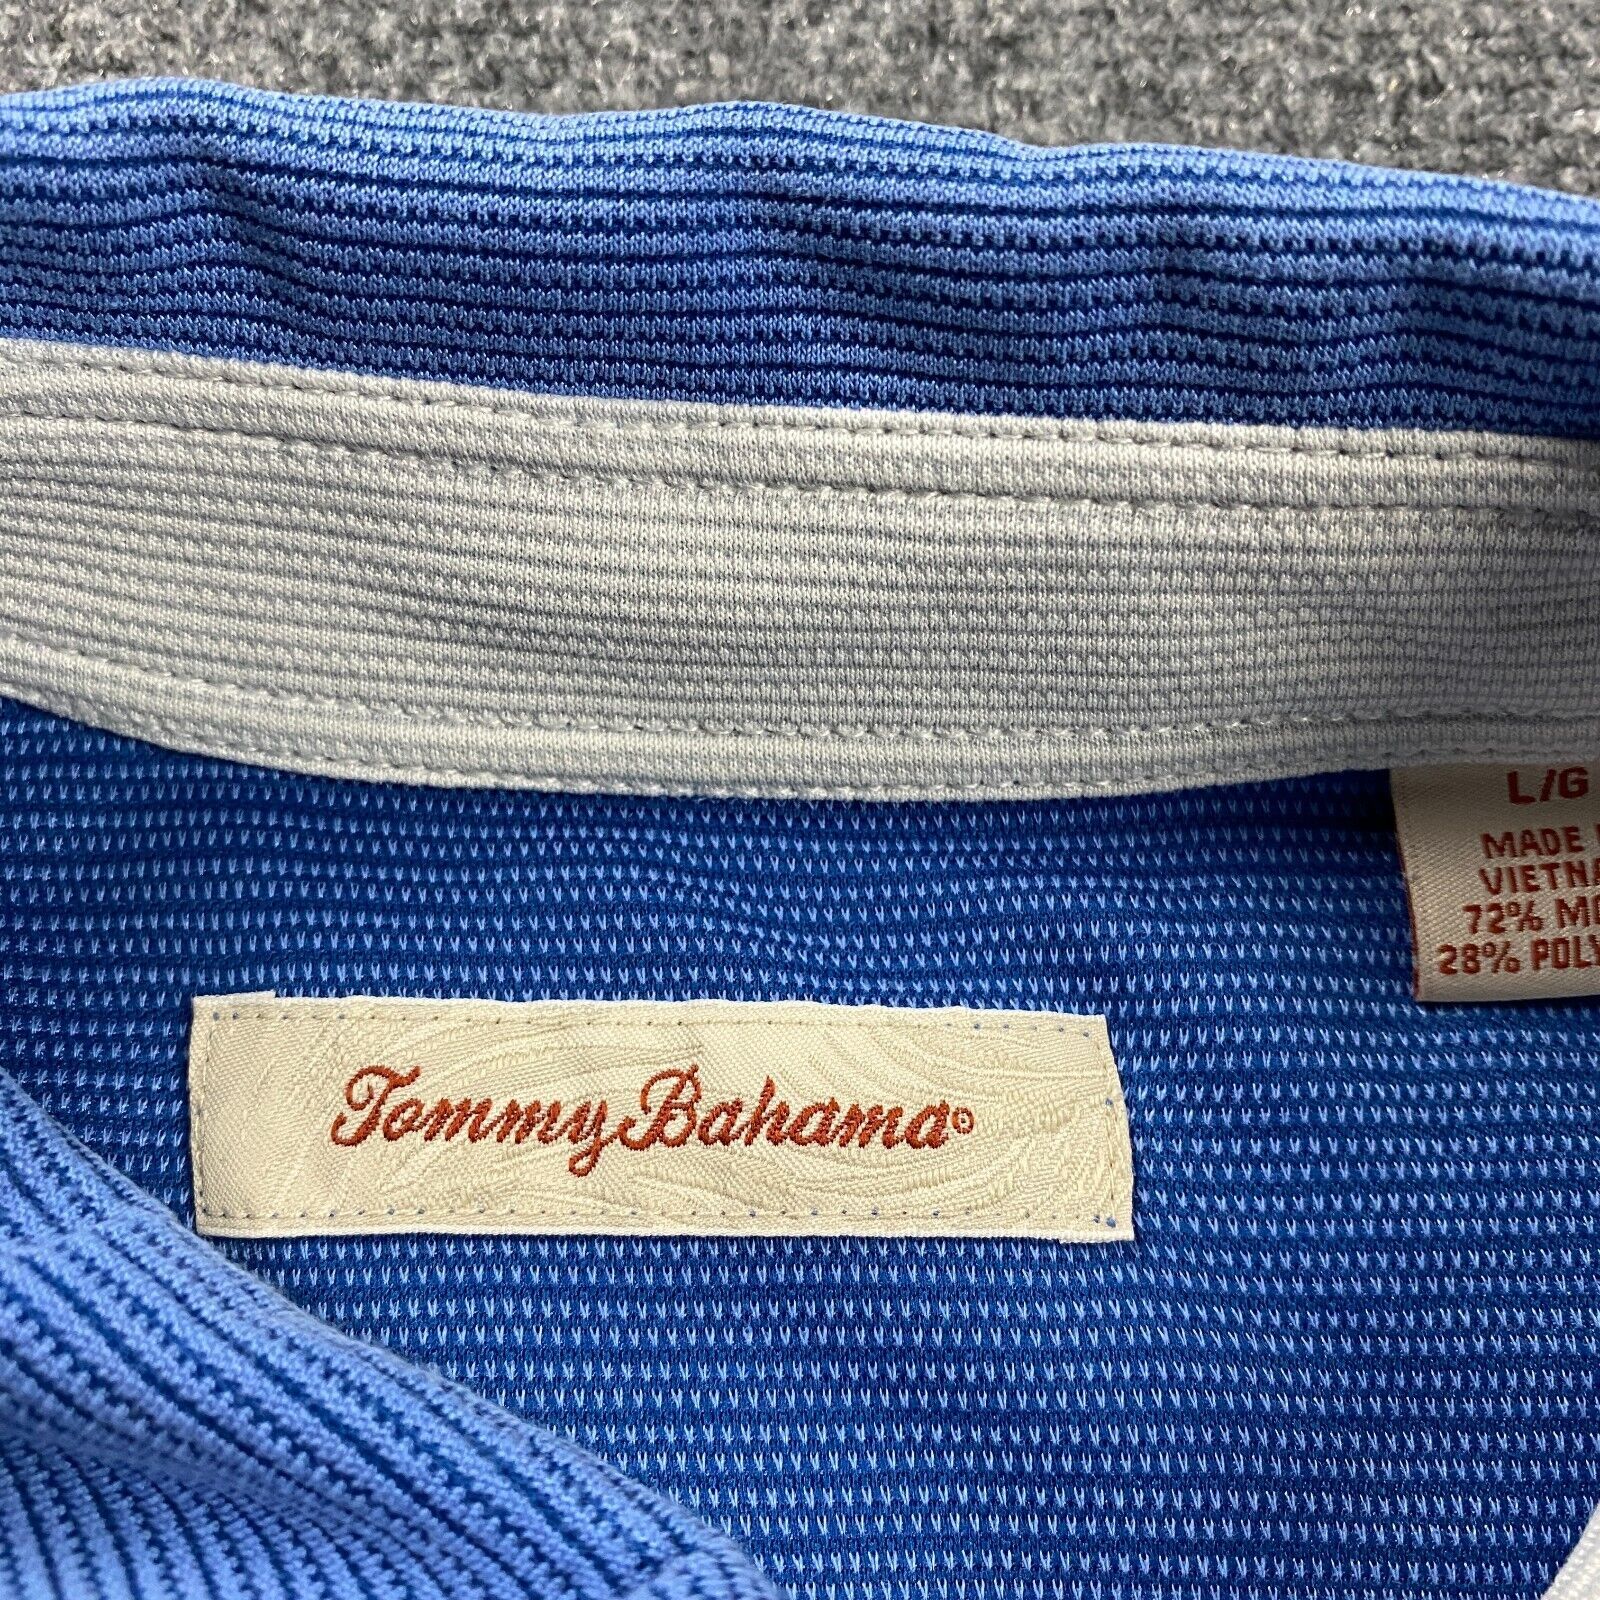 L/G
MADE
VIETNA
72% MO
28% POLY
Tommy Bahama®